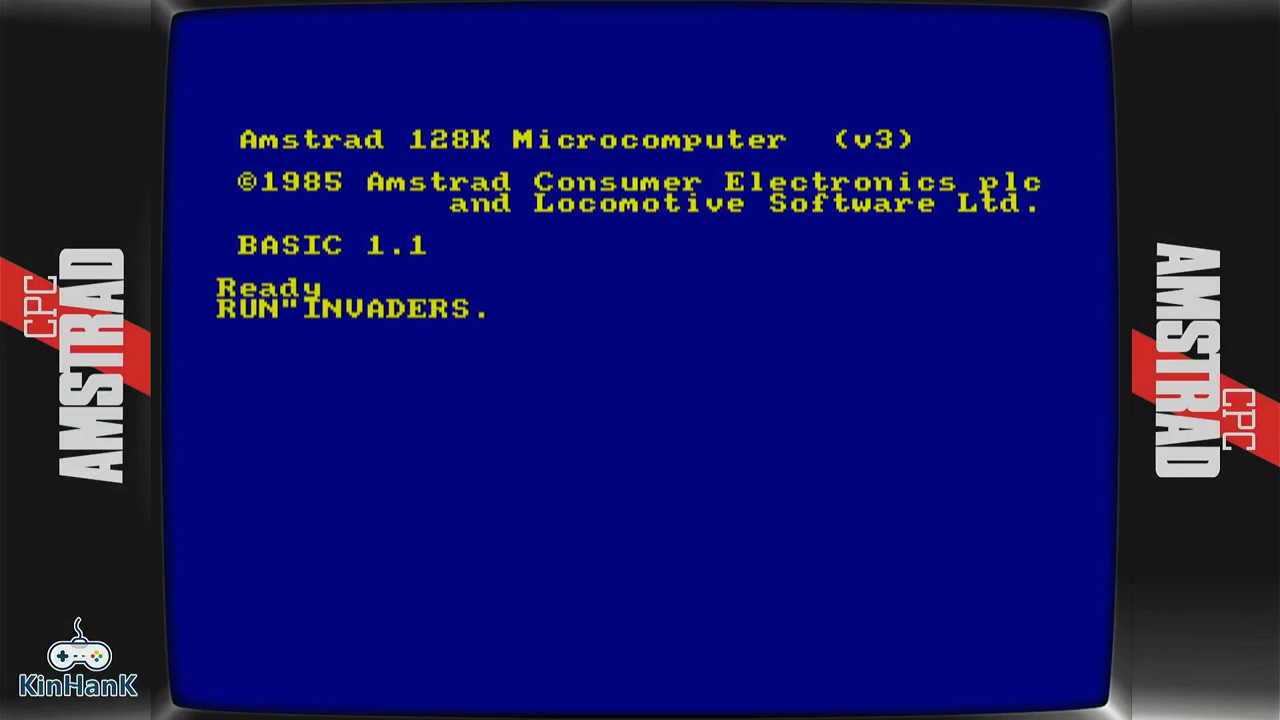 Amstrad 128K Microcomputer (v3)
©1985 Amstrad Consumer Electronics plc
and Locomotive Software Ltd.
BASIC 1.1
Ready
RUN"INVADERS.
AMSTRAD
CPC
AMSTRAD
CPC
KinHanK